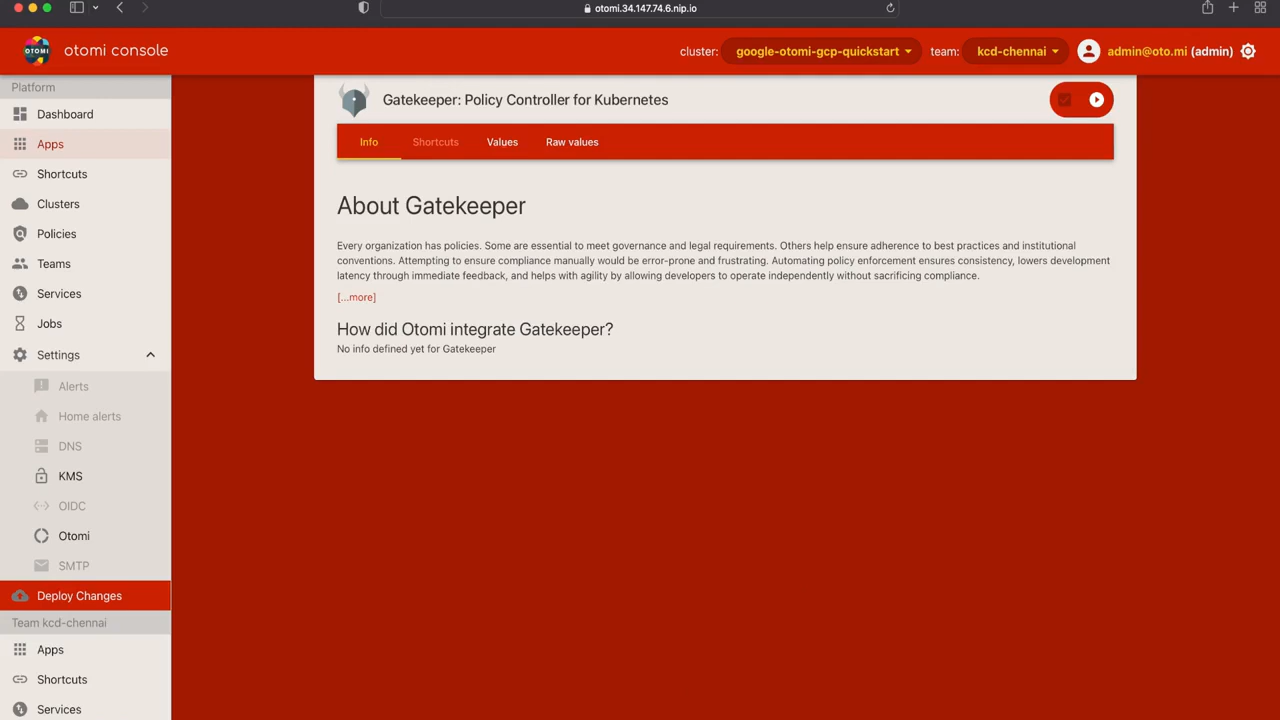 otomi.34.147.74.6.nip.io
OTOMI
otomi console
cluster: google-otomi-gcp-quickstart team: kcd-chennai admin@oto.mi (admin)
Platform
Dashboard
Apps
Shortcuts
Clusters
Policies
Teams
Services
Jobs
Settings
Alerts
Home alerts
DNS
KMS
OIDC
Otomi
SMTP
Deploy Changes
Team kcd-chennai
Apps
Shortcuts
Services
Gatekeeper: Policy Controller for Kubernetes
Info Shortcuts Values Raw values
About Gatekeeper
Every organization has policies. Some are essential to meet governance and legal requirements. Others help ensure adherence to best practices and institutional
conventions. Attempting to ensure compliance manually would be error-prone and frustrating. Automating policy enforcement ensures consistency, lowers development
latency through immediate feedback, and helps with agility by allowing developers to operate independently without sacrificing compliance.
[...more]
How did Otomi integrate Gatekeeper?
No info defined yet for Gatekeeper